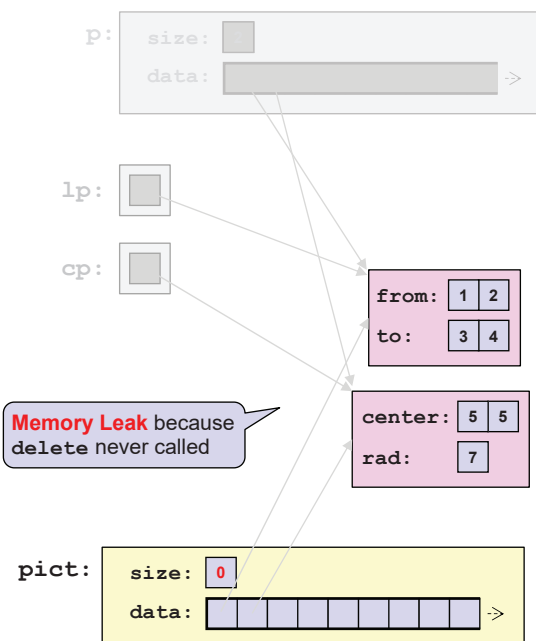 p:
size:
data:
lp:
cp:
from: 1 2
to: 3 4
center: 5 5
rad: 7
Memory Leak because
delete never called
pict:
size: 0
data: